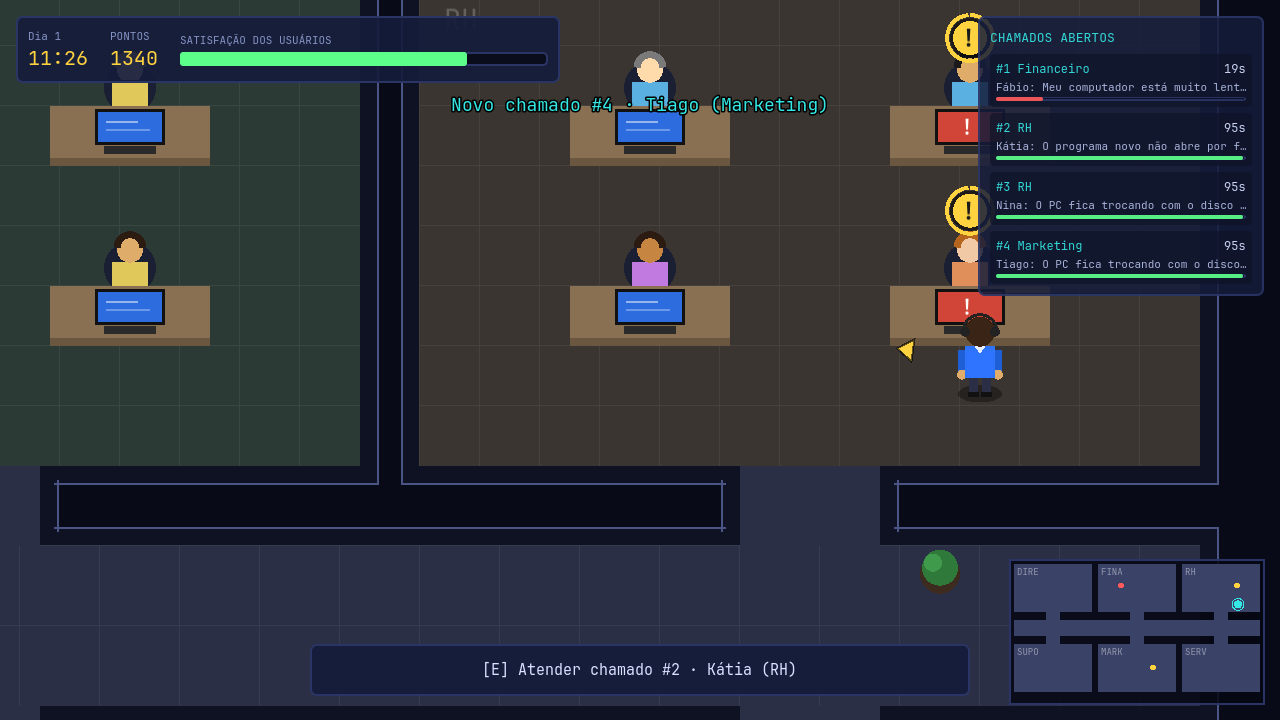 RH
Dia 1
11:26
PONTOS
1340
SATISFAÇÃO DOS USUÁRIOS
Novo chamado #4 · Tiago (Marketing)
!
!
!
!
CHAMADOS ABERTOS
#1 Financeiro 19s
Fábio: Meu computador está muito lent…
#2 RH 95s
Kátia: O programa novo não abre por f…
#3 RH 95s
Nina: O PC fica trocando com o disco …
#4 Marketing 95s
Tiago: O PC fica trocando com o disco…
[E] Atender chamado #2 · Kátia (RH)
DIRE FINA RH
SUPO MARK SERV